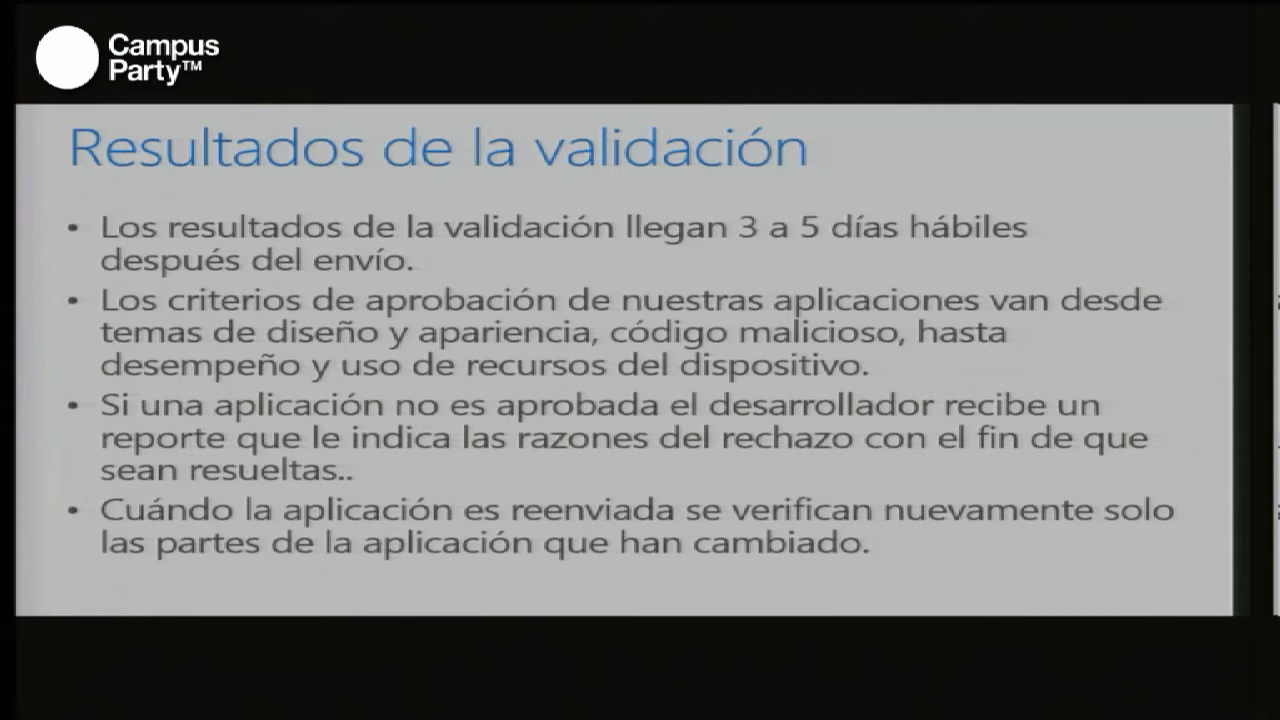 Campus
Party™
Resultados de la validación
• Los resultados de la validación llegan 3 a 5 días hábiles
después del envío.
• Los criterios de aprobación de nuestras aplicaciones van desde
temas de diseño y apariencia, código malicioso, hasta
desempeño y uso de recursos del dispositivo.
• Si una aplicación no es aprobada el desarrollador recibe un
reporte que le indica las razones del rechazo con el fin de que
sean resueltas..
• Cuándo la aplicación es reenviada se verifican nuevamente solo
las partes de la aplicación que han cambiado.